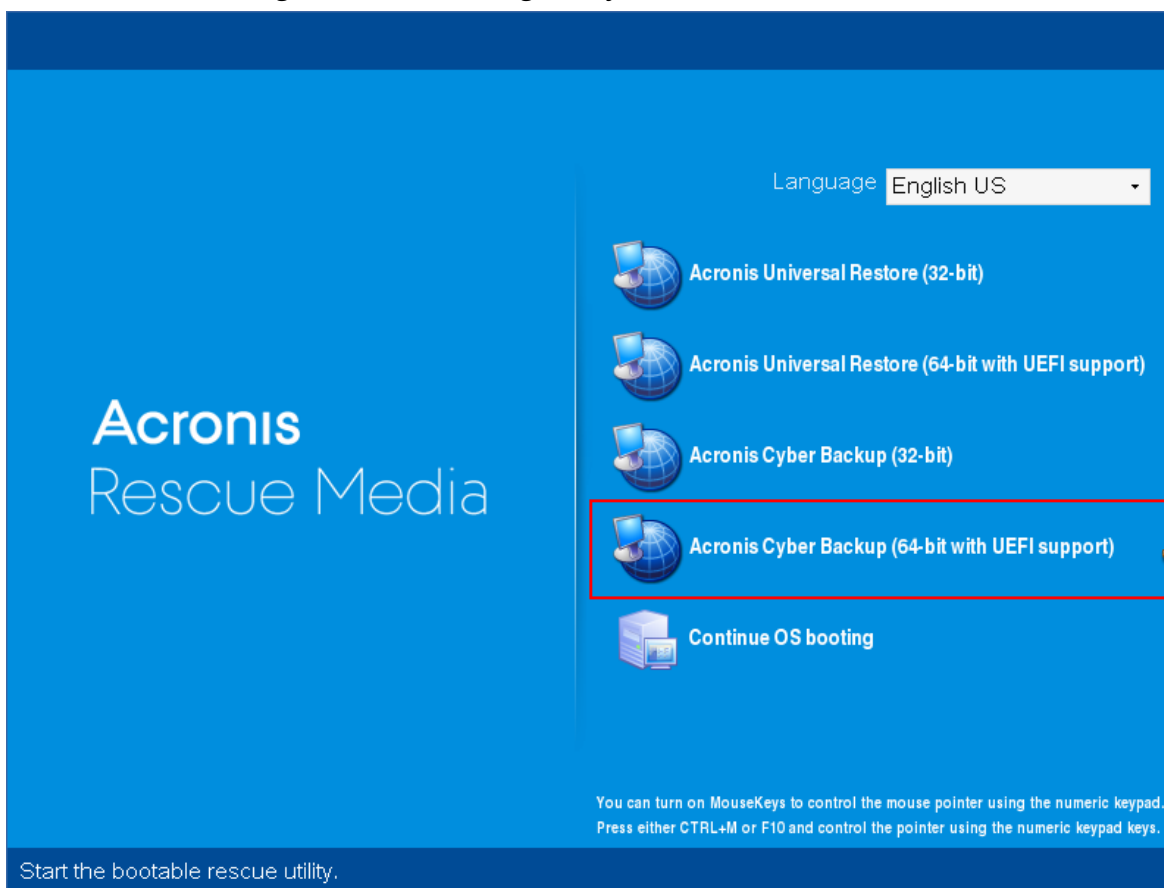 Language English US
Acronis Universal Restore (32-bit)
Acronis Universal Restore (64-bit with UEFI support)
Acronis
Rescue Media
Acronis Cyber Backup (32-bit)
Acronis Cyber Backup (64-bit with UEFI support)
Continue OS booting
You can turn on MouseKeys to control the mouse pointer using the numeric keypad.
Press either CTRL+M or F10 and control the pointer using the numeric keypad keys.
Start the bootable rescue utility.